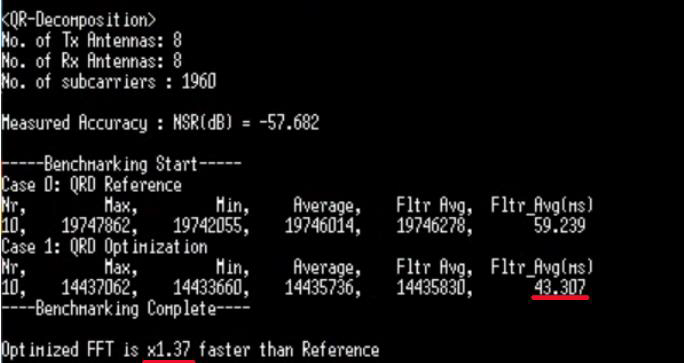 <QR-Decomposition>
No. of Tx Antennas: 8
No. of Rx Antennas: 8
No. of subcarriers : 1960
Measured Accuracy : NSR(dB) = -57.682
-----Benchmarking Start-----
Case 0: QRD Reference
Nr, Max, Min, Average, Fltr Avg, Fltr_Avg(ms)
10, 19747862, 19742055, 19746014, 19746278, 59.239
Case 1: QRD Optimization
Nr, Max, Min, Average, Fltr Avg, Fltr_Avg(ms)
10, 14437062, 14433660, 14435736, 14435830, 43.307
----Benchmarking Complete----
Optimized FFT is x1.37 faster than Reference